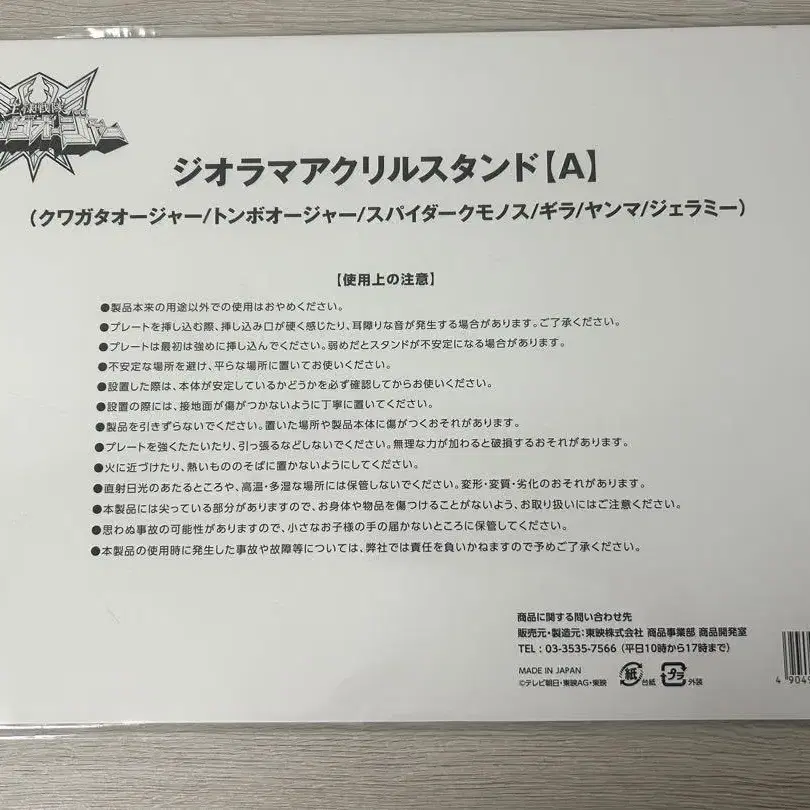 王様戦隊
ジオラマアクリルスタンド【A】
(クワガタオージャー/トンボオージャー/スパイダークモノス/ギラ/ヤンマ/ジェラミー)
【使用上の注意】
●製品本来の用途以外での使用はおやめください。
●プレートを挿し込む際、挿し込み口が硬く感じたり、耳障りな音が発生する場合があります。ご了承ください。
●プレートは最初は強めに挿し込んでください。弱めだとスタンドが不安定になる場合があります。
●不安定な場所を避け、平らな場所に置いてお使いください。
●設置した際は、本体が安定しているかどうかを必ず確認してからお使いください。
●設置の際には、接地面が傷がつかないように丁寧に置いてください。
●製品を引きずらないでください。置いた場所や製品本体に傷がつくおそれがあります。
●プレートを強くたたいたり、引っ張るなどしないでください。無理な力が加わると破損するおそれがあります。
●火に近づけたり、熱いもののそばに置かないようにしてください。
●直射日光のあたるところや、高温・多湿な場所には保管しないでください。変形・変質・劣化のおそれがあります。
●本製品には尖っている部分がありますので、お身体や物品を傷つけることがないよう、お取り扱いにはご注意ください。
●思わぬ事故の可能性がありますので、小さなお子様の手の届かないところに保管してください。
●本製品の使用時に発生した事故や故障等については、弊社では責任を負いかねますので予めご了承ください。
商品に関する問い合わせ先
販売元・製造元:東映株式会社 商品事業部 商品開発室
TEL:03-3535-7566 (平日10時から17時まで)
MADE IN JAPAN
©テレビ朝日・東映AG・東映
紙 台紙 プラ 外装
4 9049